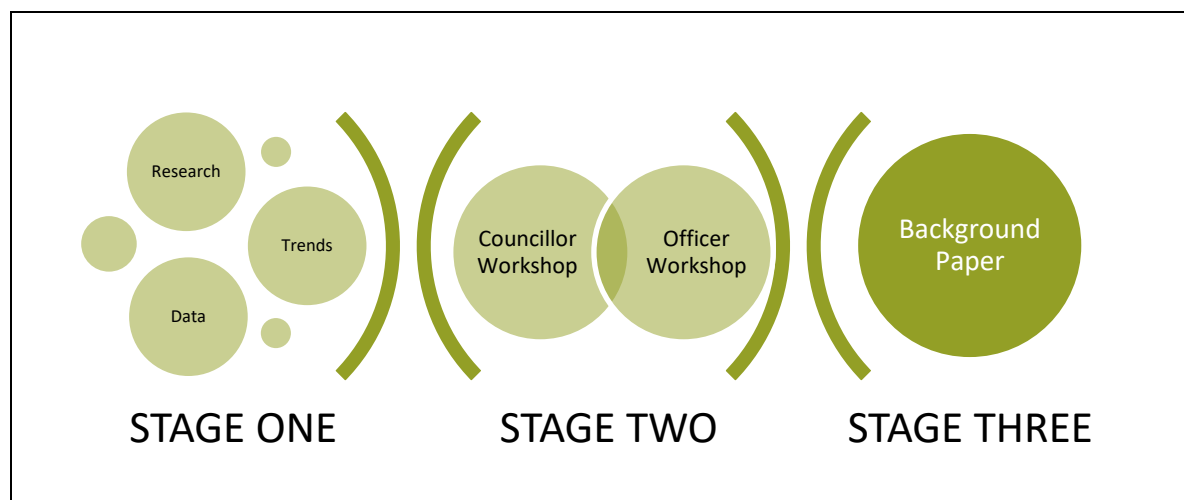 Research
Trends
Data
STAGE ONE
Councillor
Workshop
Officer
Workshop
STAGE TWO
Background
Paper
STAGE THREE